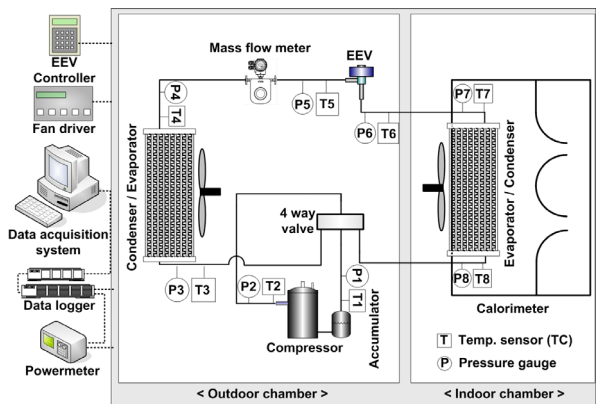 EEV
Controller
Fan driver
Data acquisition
system
Data logger
Powermeter
Mass flow meter
EEV
P4
T4
P5
T5
P6
T6
P7
T7
Condenser / Evaporator
Evaporator / Condenser
4 way
valve
P3
T3
P2
T2
P1
T1
P8
T8
Compressor
Accumulator
Calorimeter
T Temp. sensor (TC)
P Pressure gauge
< Outdoor chamber >
< Indoor chamber >